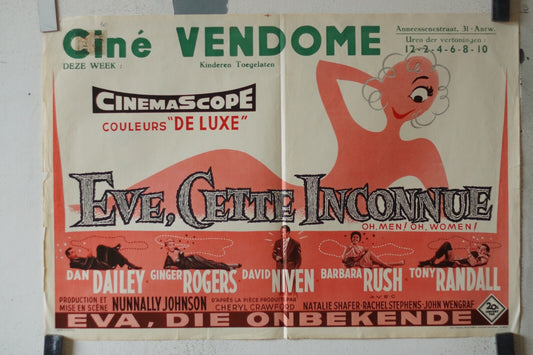 Ciné VENDOME
Anneessenstraat, 31-Antw.
Uren der vertoningen:
12-2-4-6-8-10
DEZE WEEK:
Kinderen Toegelaten
CINEMASCOPE
COULEURS "DE LUXE"
EVE, CETTE INCONNUE
OH, MEN! OH, WOMEN!
DAN DAILEY
GINGER ROGERS
DAVID NIVEN
BARBARA RUSH
TONY RANDALL
PRODUCTION ET MISE EN SCÈNE NUNNALLY JOHNSON
D'APRÈS LA PIÈCE PRODUITE PAR CHERYL CRAWFORD
AVEC
NATALIE SHAFER-RACHEL STEPHENS-JOHN WENGRAF
EVA, DIE ONBEKENDE